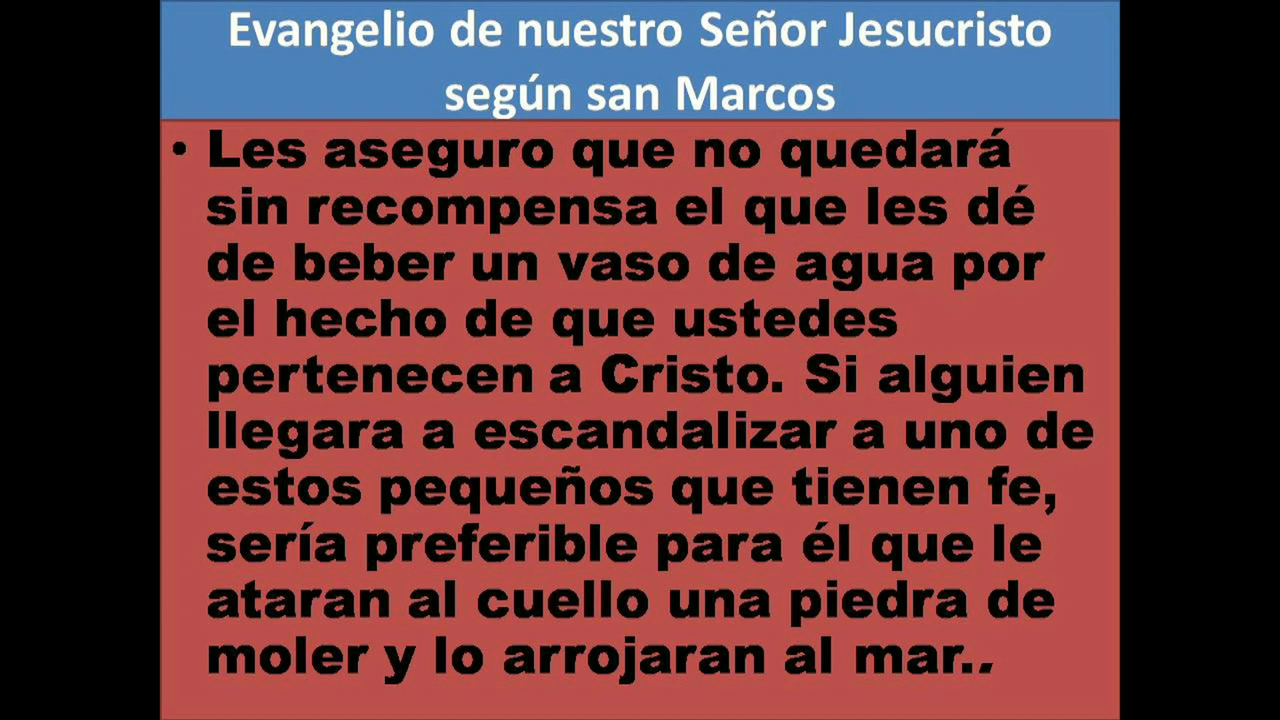 Evangelio de nuestro Señor Jesucristo
según san Marcos
• Les aseguro que no quedará
sin recompensa el que les dé
de beber un vaso de agua por
el hecho de que ustedes
pertenecen a Cristo. Si alguien
llegara a escandalizar a uno de
estos pequeños que tienen fe,
sería preferible para él que le
ataran al cuello una piedra de
moler y lo arrojaran al mar..